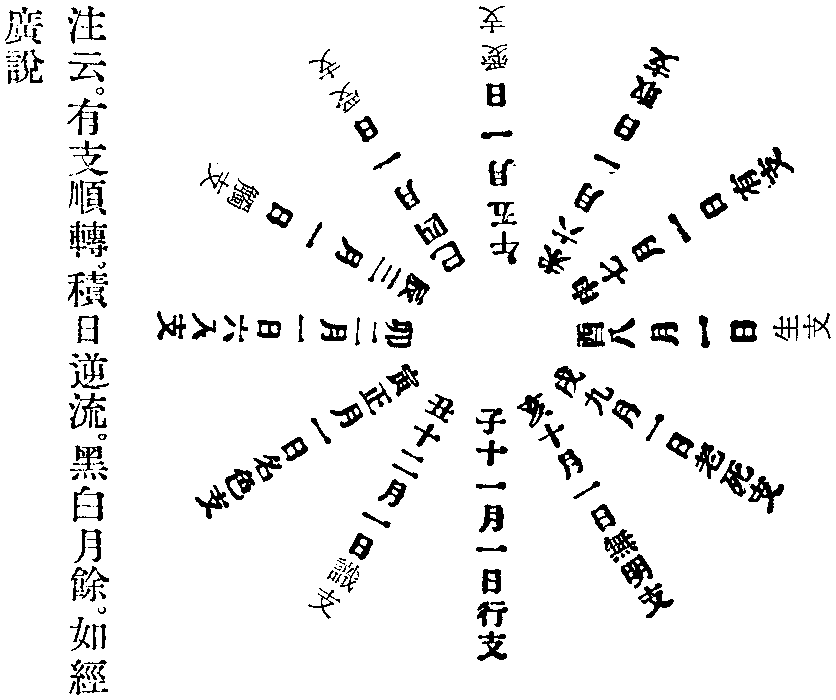 子十一月一日行支
丑十二月一日識支
寅正月一日名色支
卯二月一日六入支
辰三月一日觸支
巳四月一日受支
午五月一日愛支
未六月一日取支
申七月一日有支
酉八月一日生支
戌九月一日老死支
亥十月一日無明支
注云。有支順轉。積日逆流。黑白月餘。如經
廣說